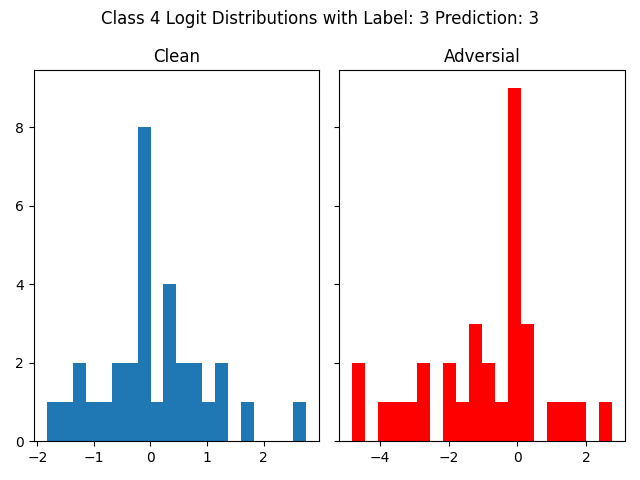 Class 4 Logit Distributions with Label: 3 Prediction: 3
Clean
Adversial
8
6
4
2
0
−2 −1 0 1 2
−4 −2 0 2